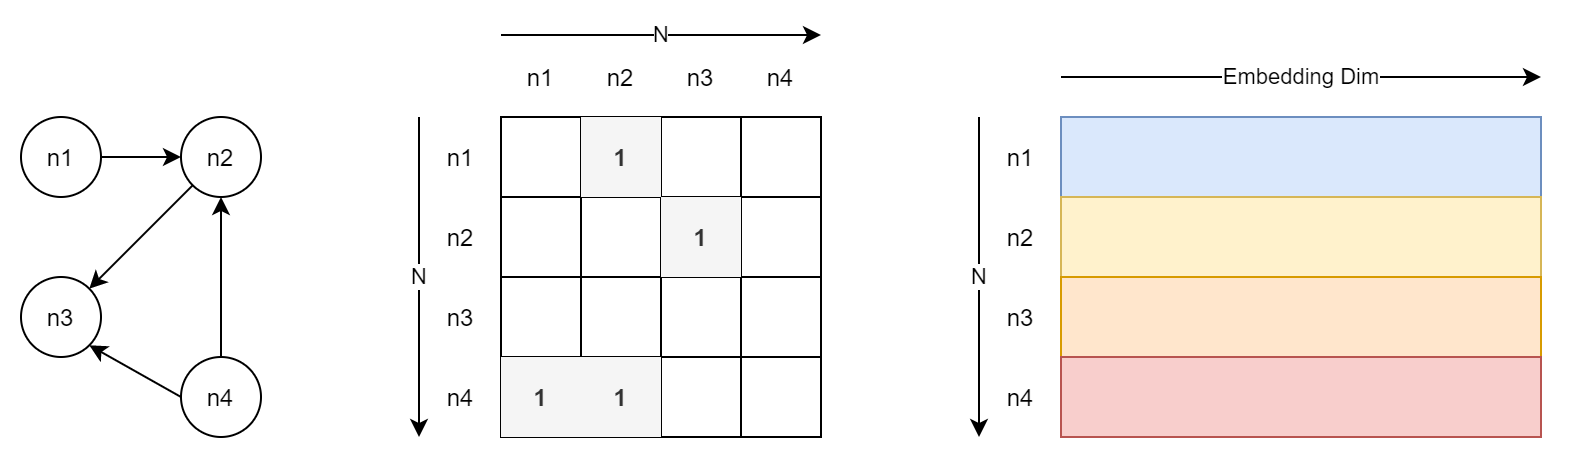 n1
n2
n3
n4
N
n1 n2 n3 n4
N
n1 1
n2 1
n3
n4 1 1
Embedding Dim
N
n1
n2
n3
n4